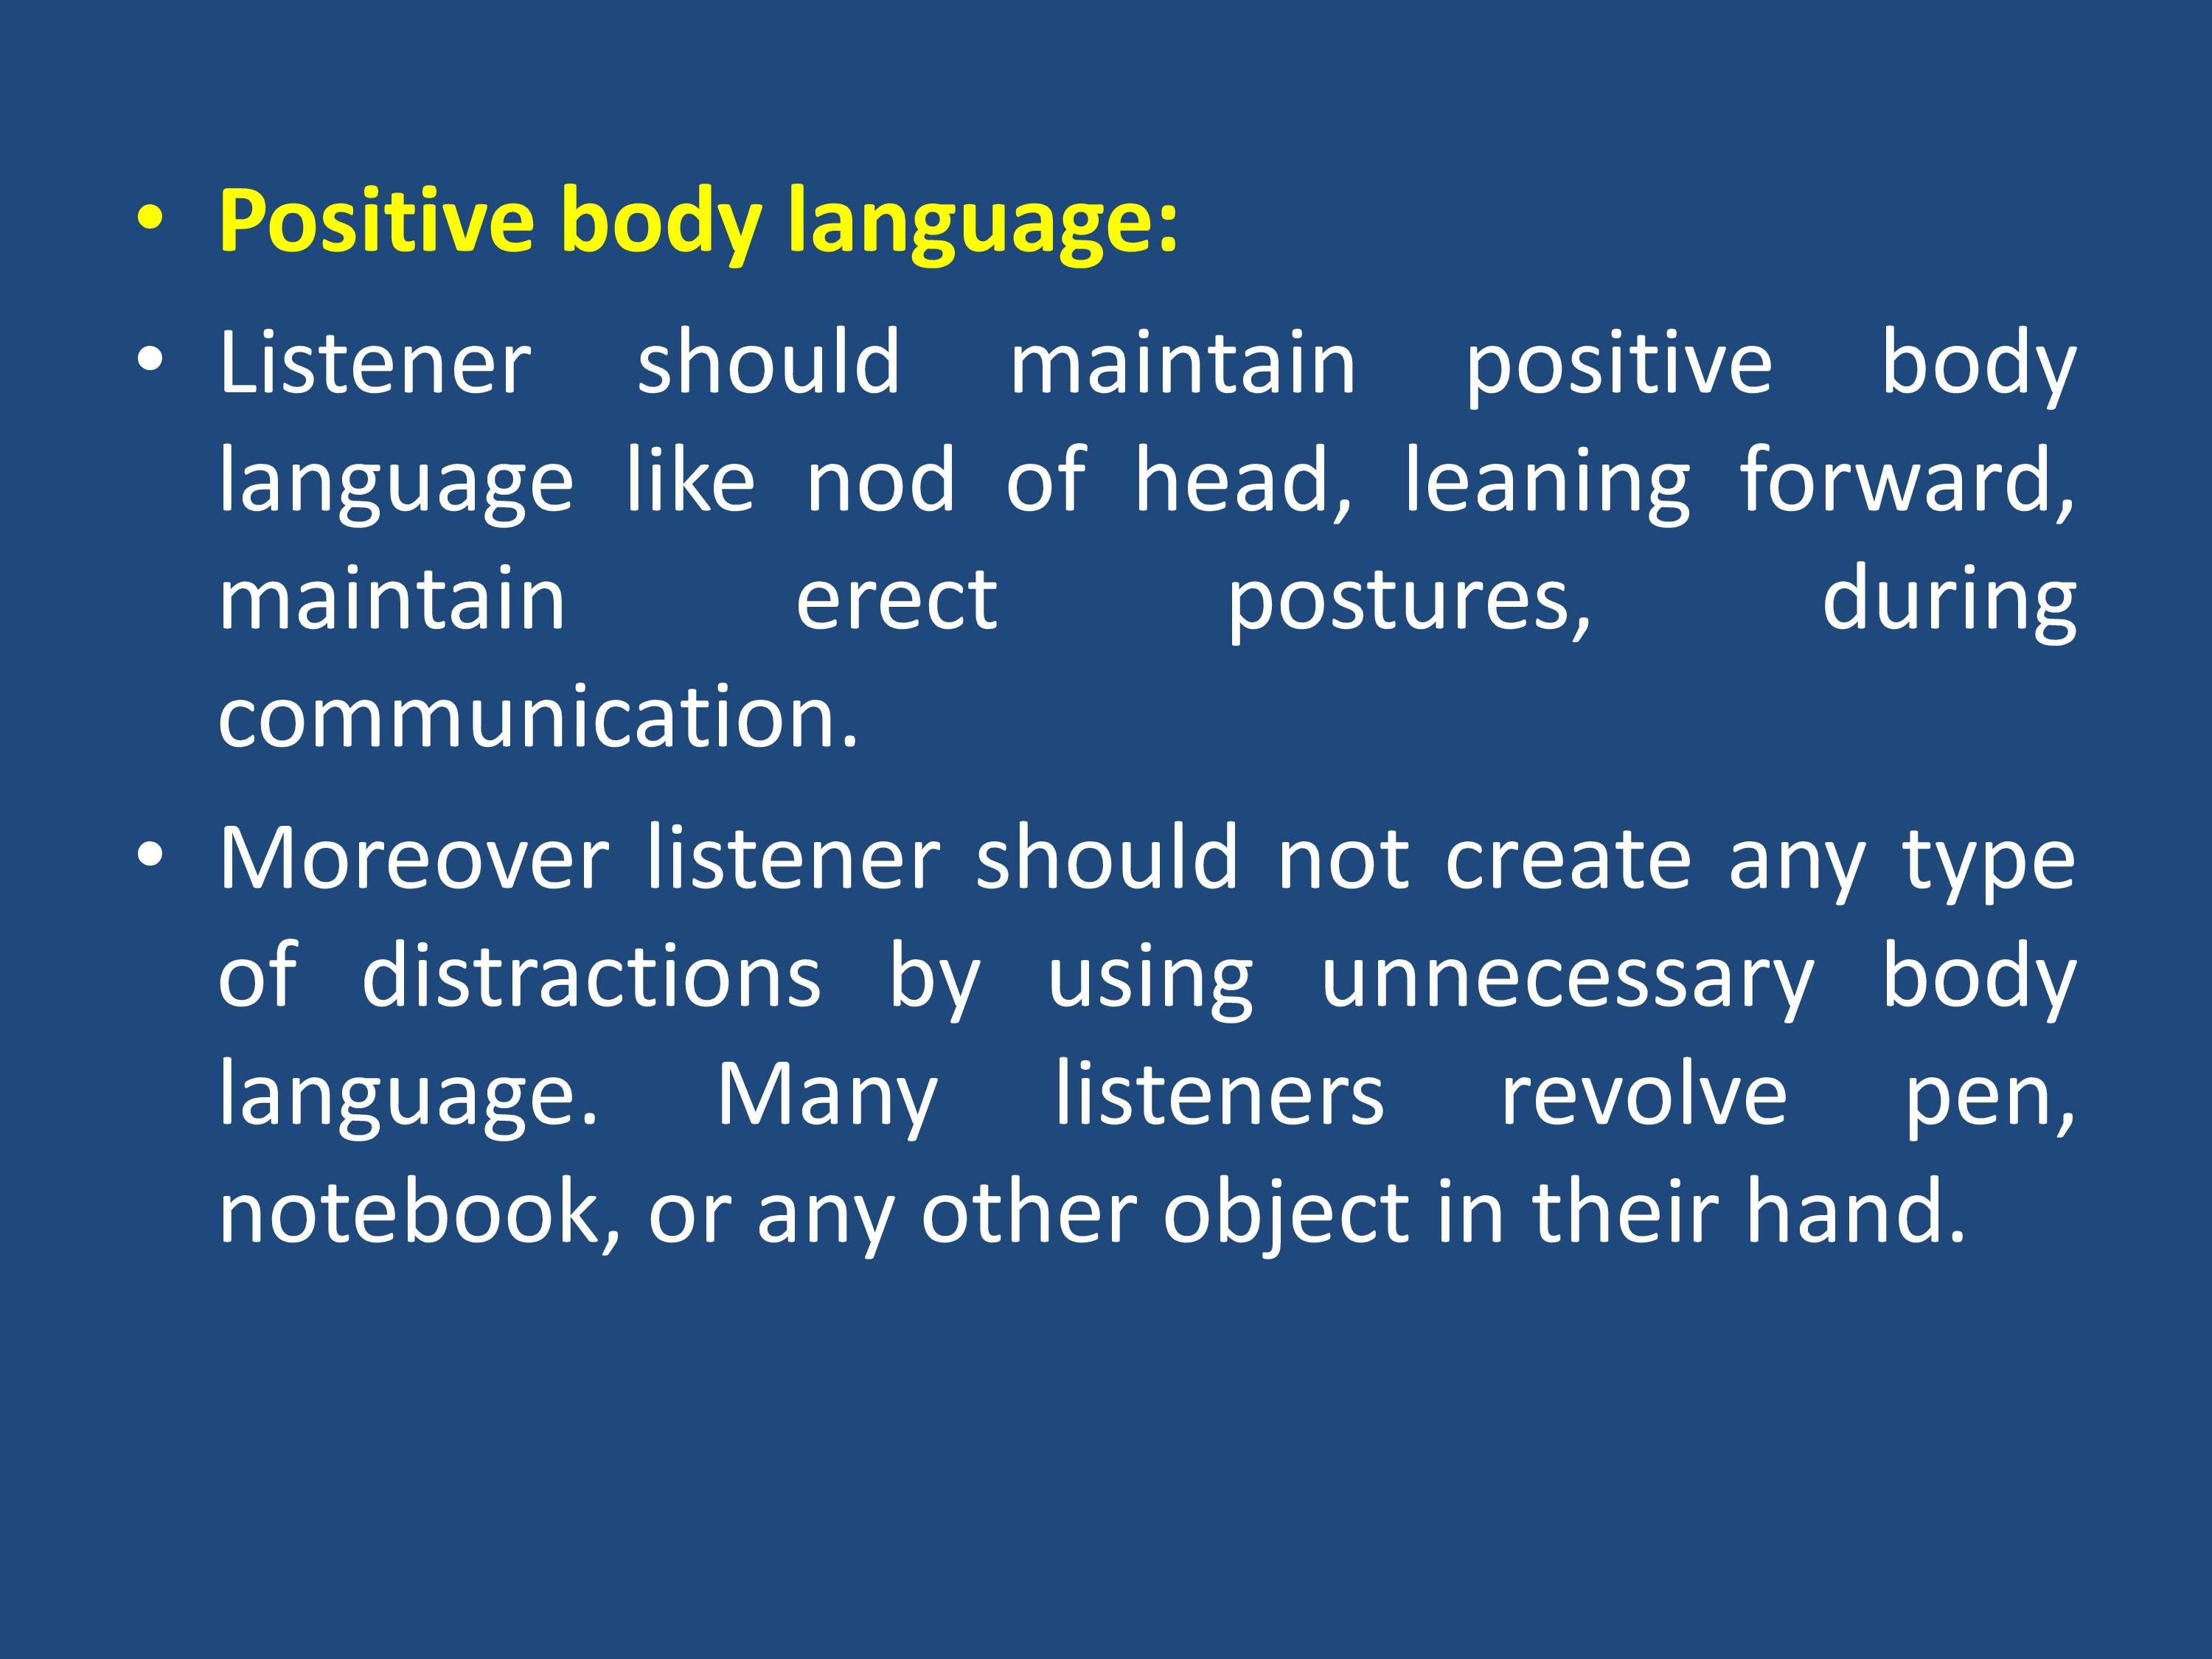 • Positive body language:
• Listener should maintain positive body
language like nod of head, leaning forward,
maintain erect postures, during
communication.
• Moreover listener should not create any type
of distractions by using unnecessary body
language. Many listeners revolve pen,
notebook, or any other object in their hand.